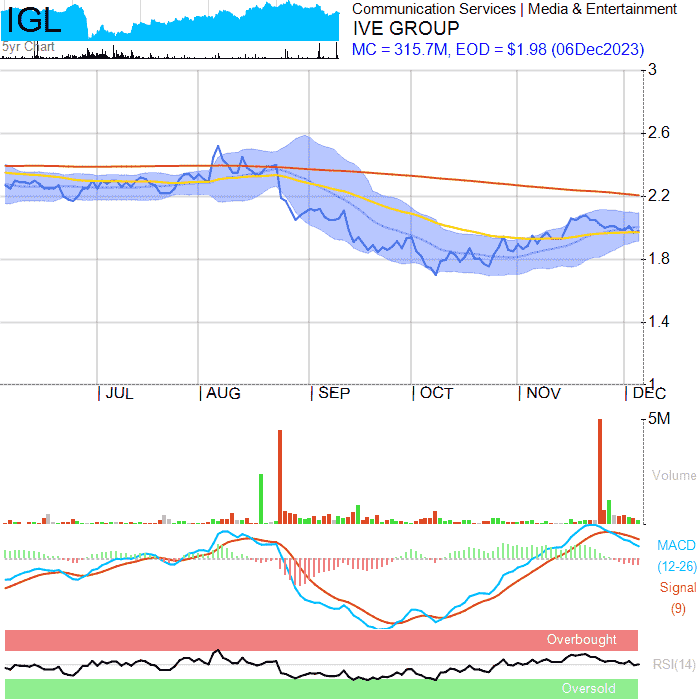 IGL
5yr Chart
Communication Services | Media & Entertainment
IVE GROUP
MC = 315.7M, EOD = $1.98 (06Dec2023)
3
2.6
2.2
1.8
1.4
1
JUL
AUG
SEP
OCT
NOV
DEC
5M
Volume
MACD
(12-26)
Signal
(9)
Overbought
RSI(14)
Oversold